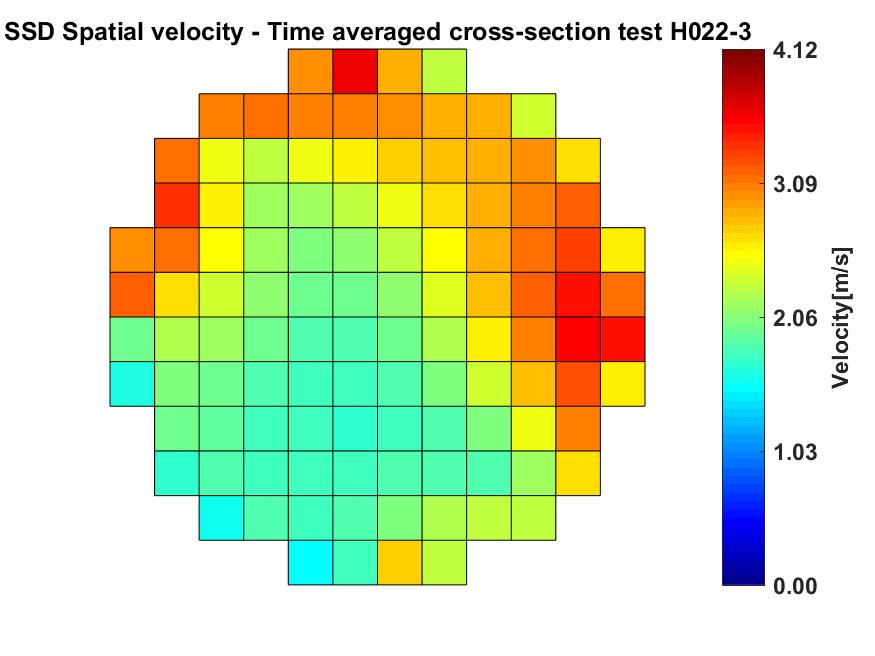 SSD Spatial velocity - Time averaged cross-section test H022-3
4.12
3.09
2.06
1.03
0.00
Velocity[m/s]